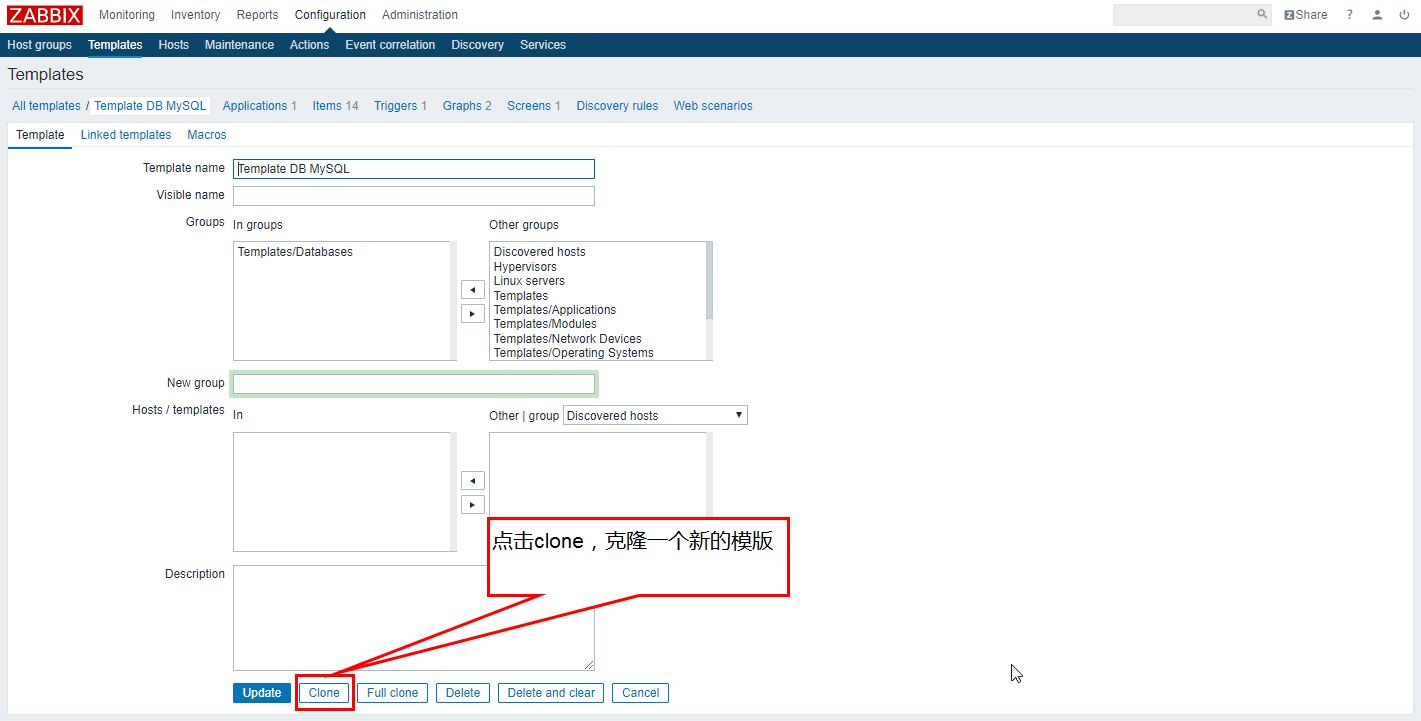 ZABBIX Monitoring Inventory Reports Configuration Administration Share ?
Host groups Templates Hosts Maintenance Actions Event correlation Discovery Services
Templates
All templates / Template DB MySQL Applications 1 Items 14 Triggers 1 Graphs 2 Screens 1 Discovery rules Web scenarios
Template Linked templates Macros
Template name Template DB MySQL
Visible name
Groups In groups Other groups
Templates/Databases Discovered hosts
Hypervisors
Linux servers
Templates
Templates/Applications
Templates/Modules
Templates/Network Devices
Templates/Operating Systems
New group
Hosts / templates In Other | group Discovered hosts
点击clone，克隆一个新的模版
Description
Update Clone Full clone Delete Delete and clear Cancel